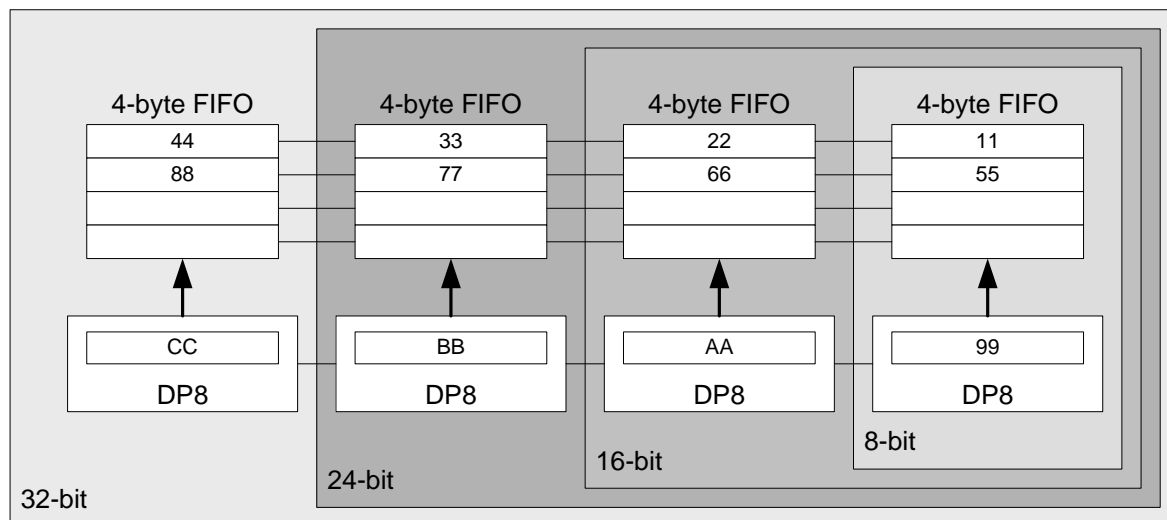 4-byte FIFO 4-byte FIFO 4-byte FIFO 4-byte FIFO
44 33 22 11
88 77 66 55
CC BB AA 99
DP8 DP8 DP8 DP8
8-bit
16-bit
24-bit
32-bit